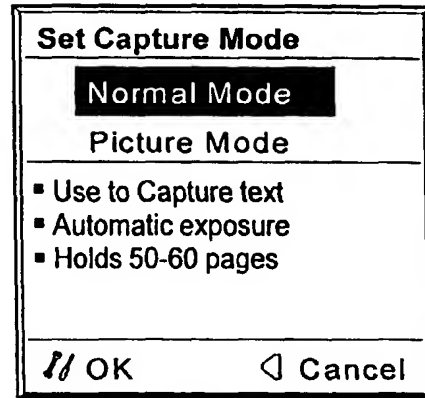 Set Capture Mode
Normal Mode
Picture Mode
▪ Use to Capture text
▪ Automatic exposure
▪ Holds 50-60 pages
OK Cancel